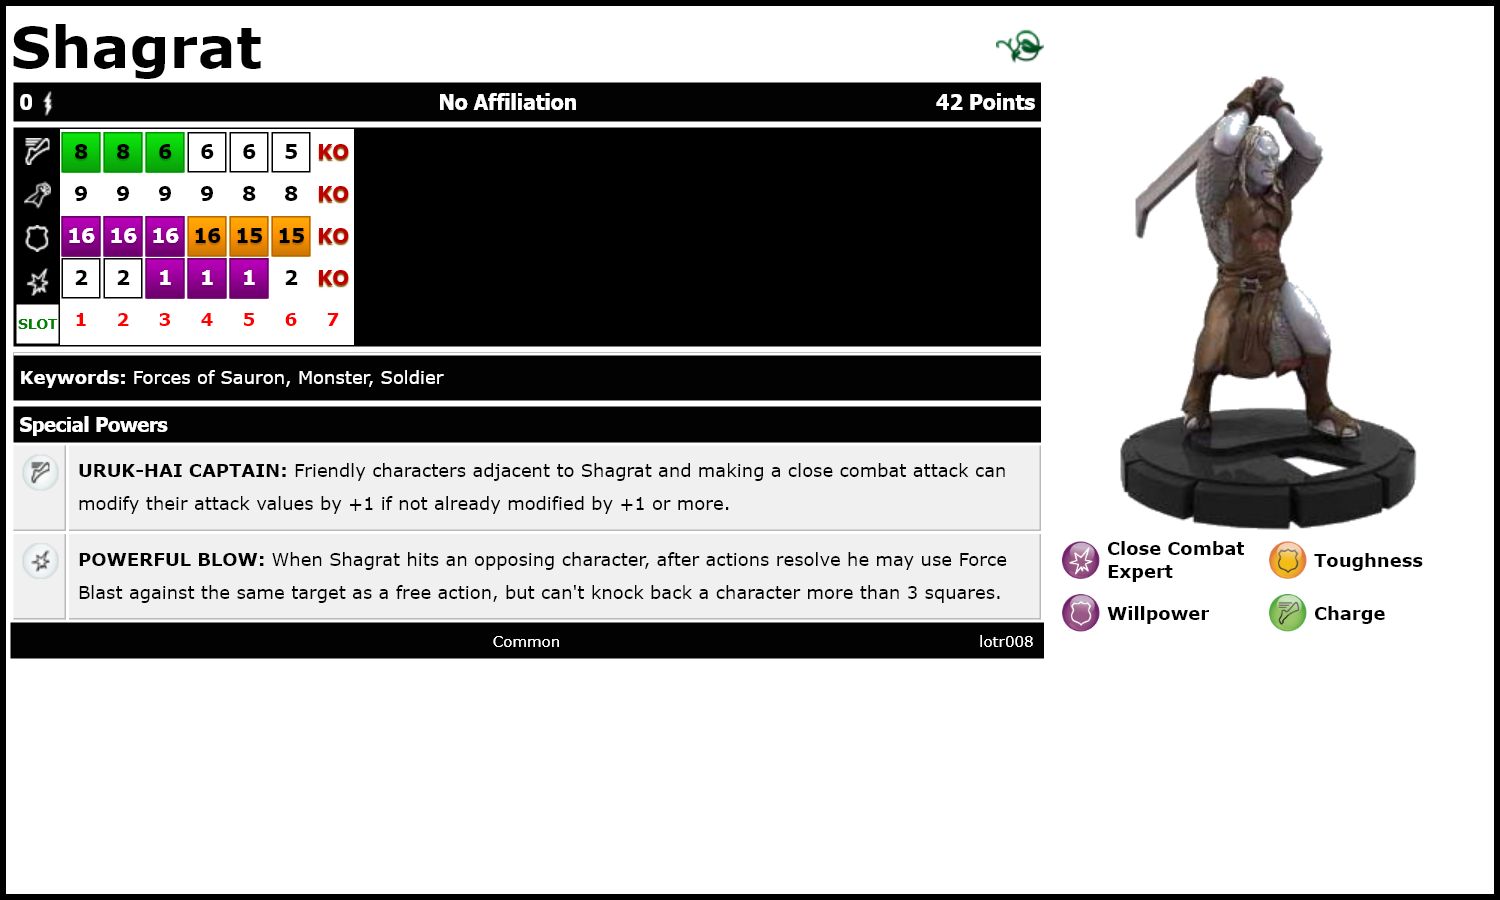 Shagrat
0 No Affiliation 42 Points
8 8 6 6 6 5 KO
9 9 9 9 8 8 KO
16 16 16 16 15 15 KO
2 2 1 1 1 2 KO
SLOT 1 2 3 4 5 6 7
Keywords: Forces of Sauron, Monster, Soldier
Special Powers
URUK-HAI CAPTAIN: Friendly characters adjacent to Shagrat and making a close combat attack can
modify their attack values by +1 if not already modified by +1 or more.
POWERFUL BLOW: When Shagrat hits an opposing character, after actions resolve he may use Force
Blast against the same target as a free action, but can't knock back a character more than 3 squares.
Common lotr008
Close Combat
Expert
Toughness
Willpower
Charge